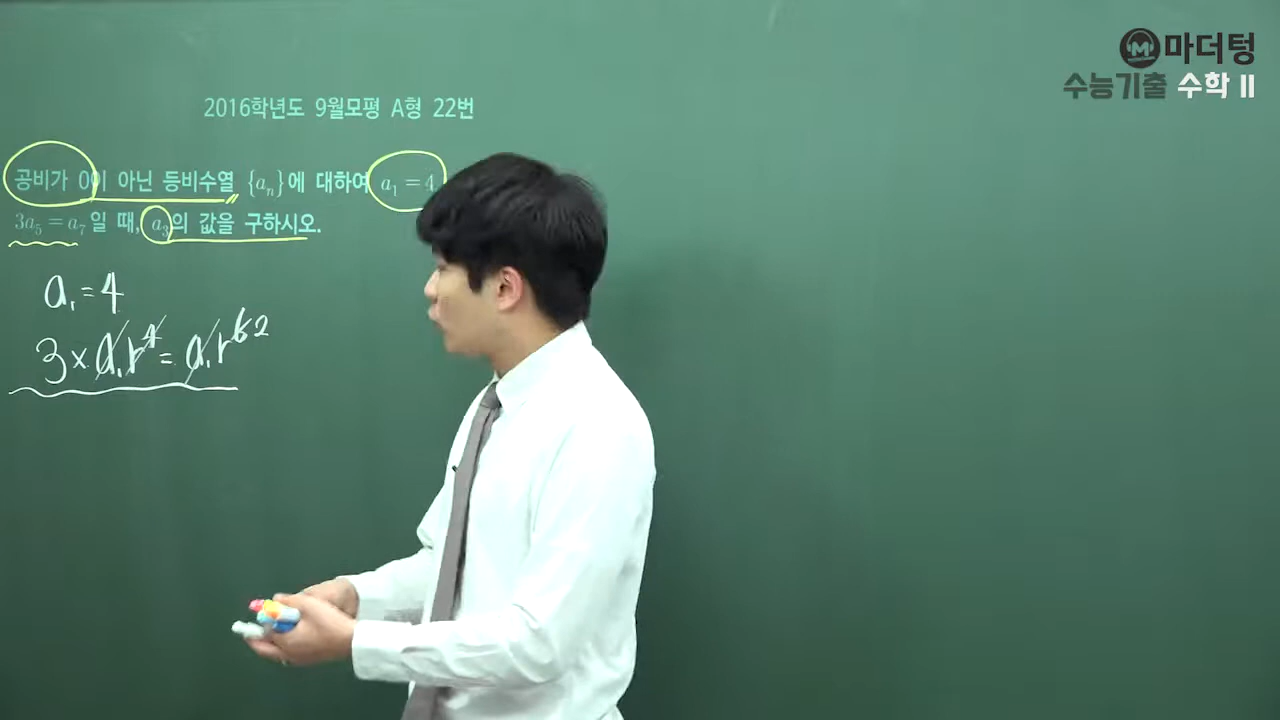 마더텅
수능기출 수학 II
2016학년도 9월모평 A형 22번
공비가 0이 아닌 등비수열 {aₙ}에 대하여 a₁ = 4
3a₅ = a₇ 일 때, a₃의 값을 구하시오.
a₁ = 4
3 × a₁r⁴ = a₁r⁶ ²